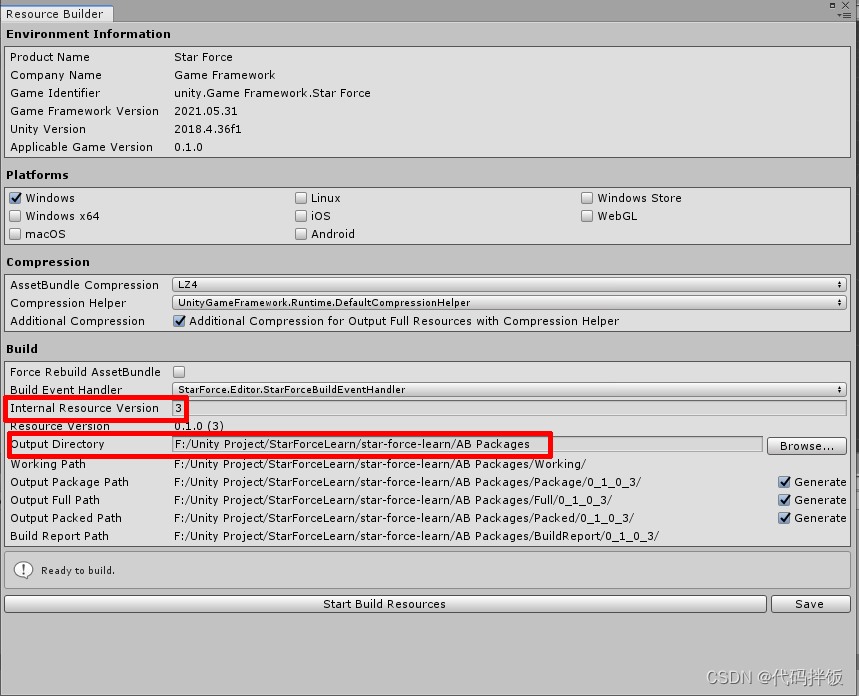 Resource Builder
Environment Information
Product Name Star Force
Company Name Game Framework
Game Identifier unity.Game Framework.Star Force
Game Framework Version 2021.05.31
Unity Version 2018.4.36f1
Applicable Game Version 0.1.0
Platforms
Windows Linux Windows Store
Windows x64 iOS WebGL
macOS Android
Compression
AssetBundle Compression LZ4
Compression Helper UnityGameFramework.Runtime.DefaultCompressionHelper
Additional Compression Additional Compression for Output Full Resources with Compression Helper
Build
Force Rebuild AssetBundle
Build Event Handler StarForce.Editor.StarForceBuildEventHandler
Internal Resource Version 3
Resource Version 0.1.0 (3)
Output Directory F:/Unity Project/StarForceLearn/star-force-learn/AB Packages Browse...
Working Path F:/Unity Project/StarForceLearn/star-force-learn/AB Packages/Working/
Output Package Path F:/Unity Project/StarForceLearn/star-force-learn/AB Packages/Package/0_1_0_3/ Generate
Output Full Path F:/Unity Project/StarForceLearn/star-force-learn/AB Packages/Full/0_1_0_3/ Generate
Output Packed Path F:/Unity Project/StarForceLearn/star-force-learn/AB Packages/Packed/0_1_0_3/ Generate
Build Report Path F:/Unity Project/StarForceLearn/star-force-learn/AB Packages/BuildReport/0_1_0_3/
Ready to build.
Start Build Resources Save
CSDN @代码拌饭